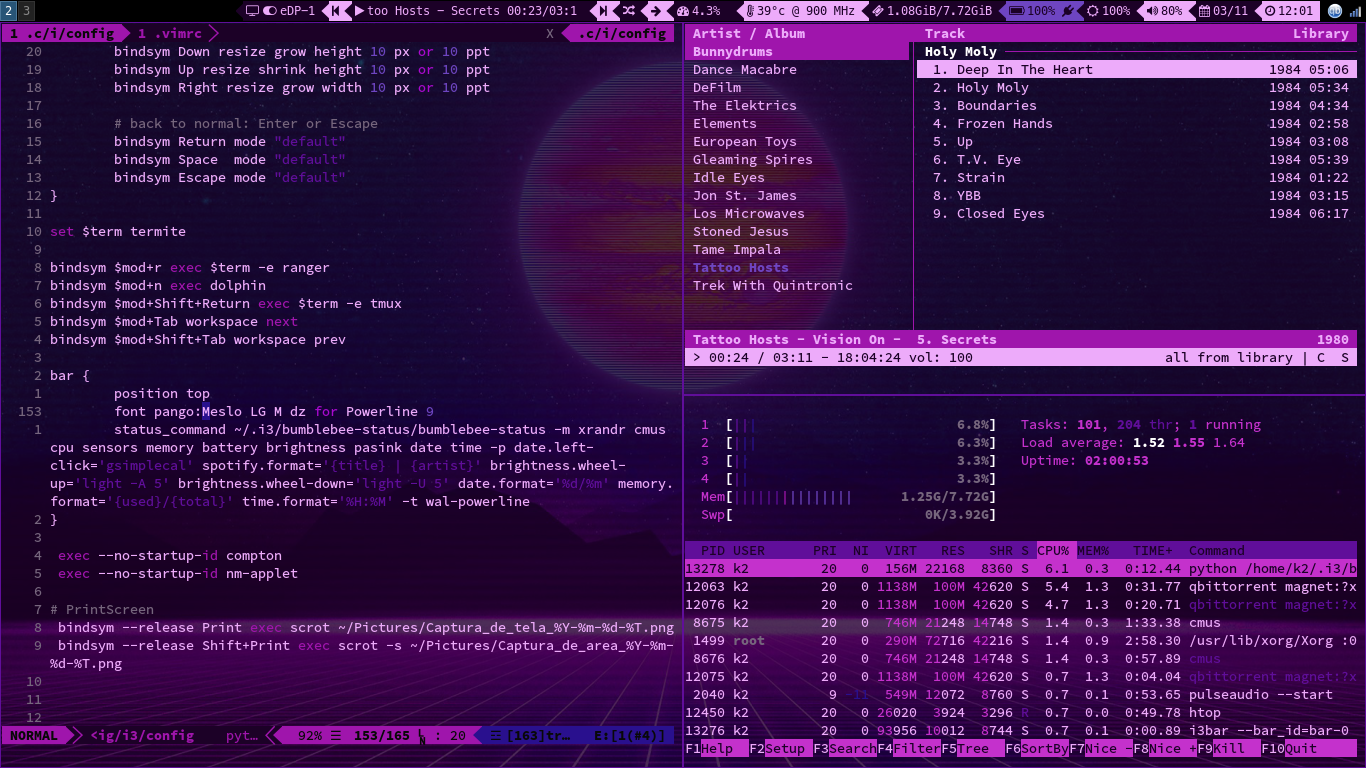 2 3 eDP-1 too Hosts - Secrets 00:23/03:1 4.3% 39°c @ 900 MHz 1.08GiB/7.72GiB 100% 100% 80% 03/11 12:01
1 .c/i/config 1 .vimrc X .c/i/config
20 bindsym Down resize grow height 10 px or 10 ppt
19 bindsym Up resize shrink height 10 px or 10 ppt
18 bindsym Right resize grow width 10 px or 10 ppt
17
16 # back to normal: Enter or Escape
15 bindsym Return mode "default"
14 bindsym Space  mode "default"
13 bindsym Escape mode "default"
12 }
11
10 set $term termite
9
8 bindsym $mod+r exec $term -e ranger
7 bindsym $mod+n exec dolphin
6 bindsym $mod+Shift+Return exec $term -e tmux
5 bindsym $mod+Tab workspace next
4 bindsym $mod+Shift+Tab workspace prev
3
2 bar {
1 position top
153 font pango:Meslo LG M dz for Powerline 9
1 status_command ~/.i3/bumblebee-status/bumblebee-status -m xrandr cmus
cpu sensors memory battery brightness pasink date time -p date.left-
click='gsimplecal' spotify.format='{title} | {artist}' brightness.wheel-
up='light -A 5' brightness.wheel-down='light -U 5' date.format='%d/%m' memory.
format='{used}/{total}' time.format='%H:%M' -t wal-powerline
2 }
3
4 exec --no-startup-id compton
5 exec --no-startup-id nm-applet
6
7 # PrintScreen
8 bindsym --release Print exec scrot ~/Pictures/Captura_de_tela_%Y-%m-%d-%T.png
9 bindsym --release Shift+Print exec scrot -s ~/Pictures/Captura_de_area_%Y-%m-
%d-%T.png
10
11
12
NORMAL <ig/i3/config pyt… 92% ☰ 153/165 : 20 ☲ [163]tr… E:[1(#4)]
Artist / Album Track Library
Bunnydrums Holy Moly
Dance Macabre 1. Deep In The Heart 1984 05:06
DeFilm 2. Holy Moly 1984 05:34
The Elektrics 3. Boundaries 1984 04:34
Elements 4. Frozen Hands 1984 02:58
European Toys 5. Up 1984 03:08
Gleaming Spires 6. T.V. Eye 1984 05:39
Idle Eyes 7. Strain 1984 01:22
Jon St. James 8. YBB 1984 03:15
Los Microwaves 9. Closed Eyes 1984 06:17
Stoned Jesus
Tame Impala
Tattoo Hosts
Trek With Quintronic
Tattoo Hosts - Vision On -  5. Secrets 1980
> 00:24 / 03:11 - 18:04:24 vol: 100 all from library | C  S
1 [||| 6.8%] Tasks: 101, 204 thr; 1 running
2 [||| 6.3%] Load average: 1.52 1.55 1.64
3 [|| 3.3%] Uptime: 02:00:53
4 [|| 3.3%]
Mem[||||||||||||||| 1.25G/7.72G]
Swp[ 0K/3.92G]
PID USER PRI NI VIRT RES SHR S CPU% MEM% TIME+ Command
13278 k2 20 0 156M 22168 8360 S 6.1 0.3 0:12.44 python /home/k2/.i3/b
12063 k2 20 0 1138M 100M 42620 S 5.4 1.3 0:31.77 qbittorrent magnet:?x
12076 k2 20 0 1138M 100M 42620 S 4.7 1.3 0:20.71 qbittorrent magnet:?x
8675 k2 20 0 746M 21248 14748 S 1.4 0.3 1:33.38 cmus
1499 root 20 0 290M 72716 42216 S 1.4 0.9 2:58.30 /usr/lib/xorg/Xorg :0
8676 k2 20 0 746M 21248 14748 S 1.4 0.3 0:57.89 cmus
12075 k2 20 0 1138M 100M 42620 S 0.7 1.3 0:04.04 qbittorrent magnet:?x
2040 k2 9 -11 549M 12072 8760 S 0.7 0.1 0:53.65 pulseaudio --start
12450 k2 20 0 26020 3924 3296 R 0.7 0.0 0:49.78 htop
13276 k2 20 0 93956 10012 8744 S 0.7 0.1 0:00.89 i3bar --bar_id=bar-0
F1Help F2Setup F3Search F4Filter F5Tree F6SortBy F7Nice - F8Nice + F9Kill F10Quit